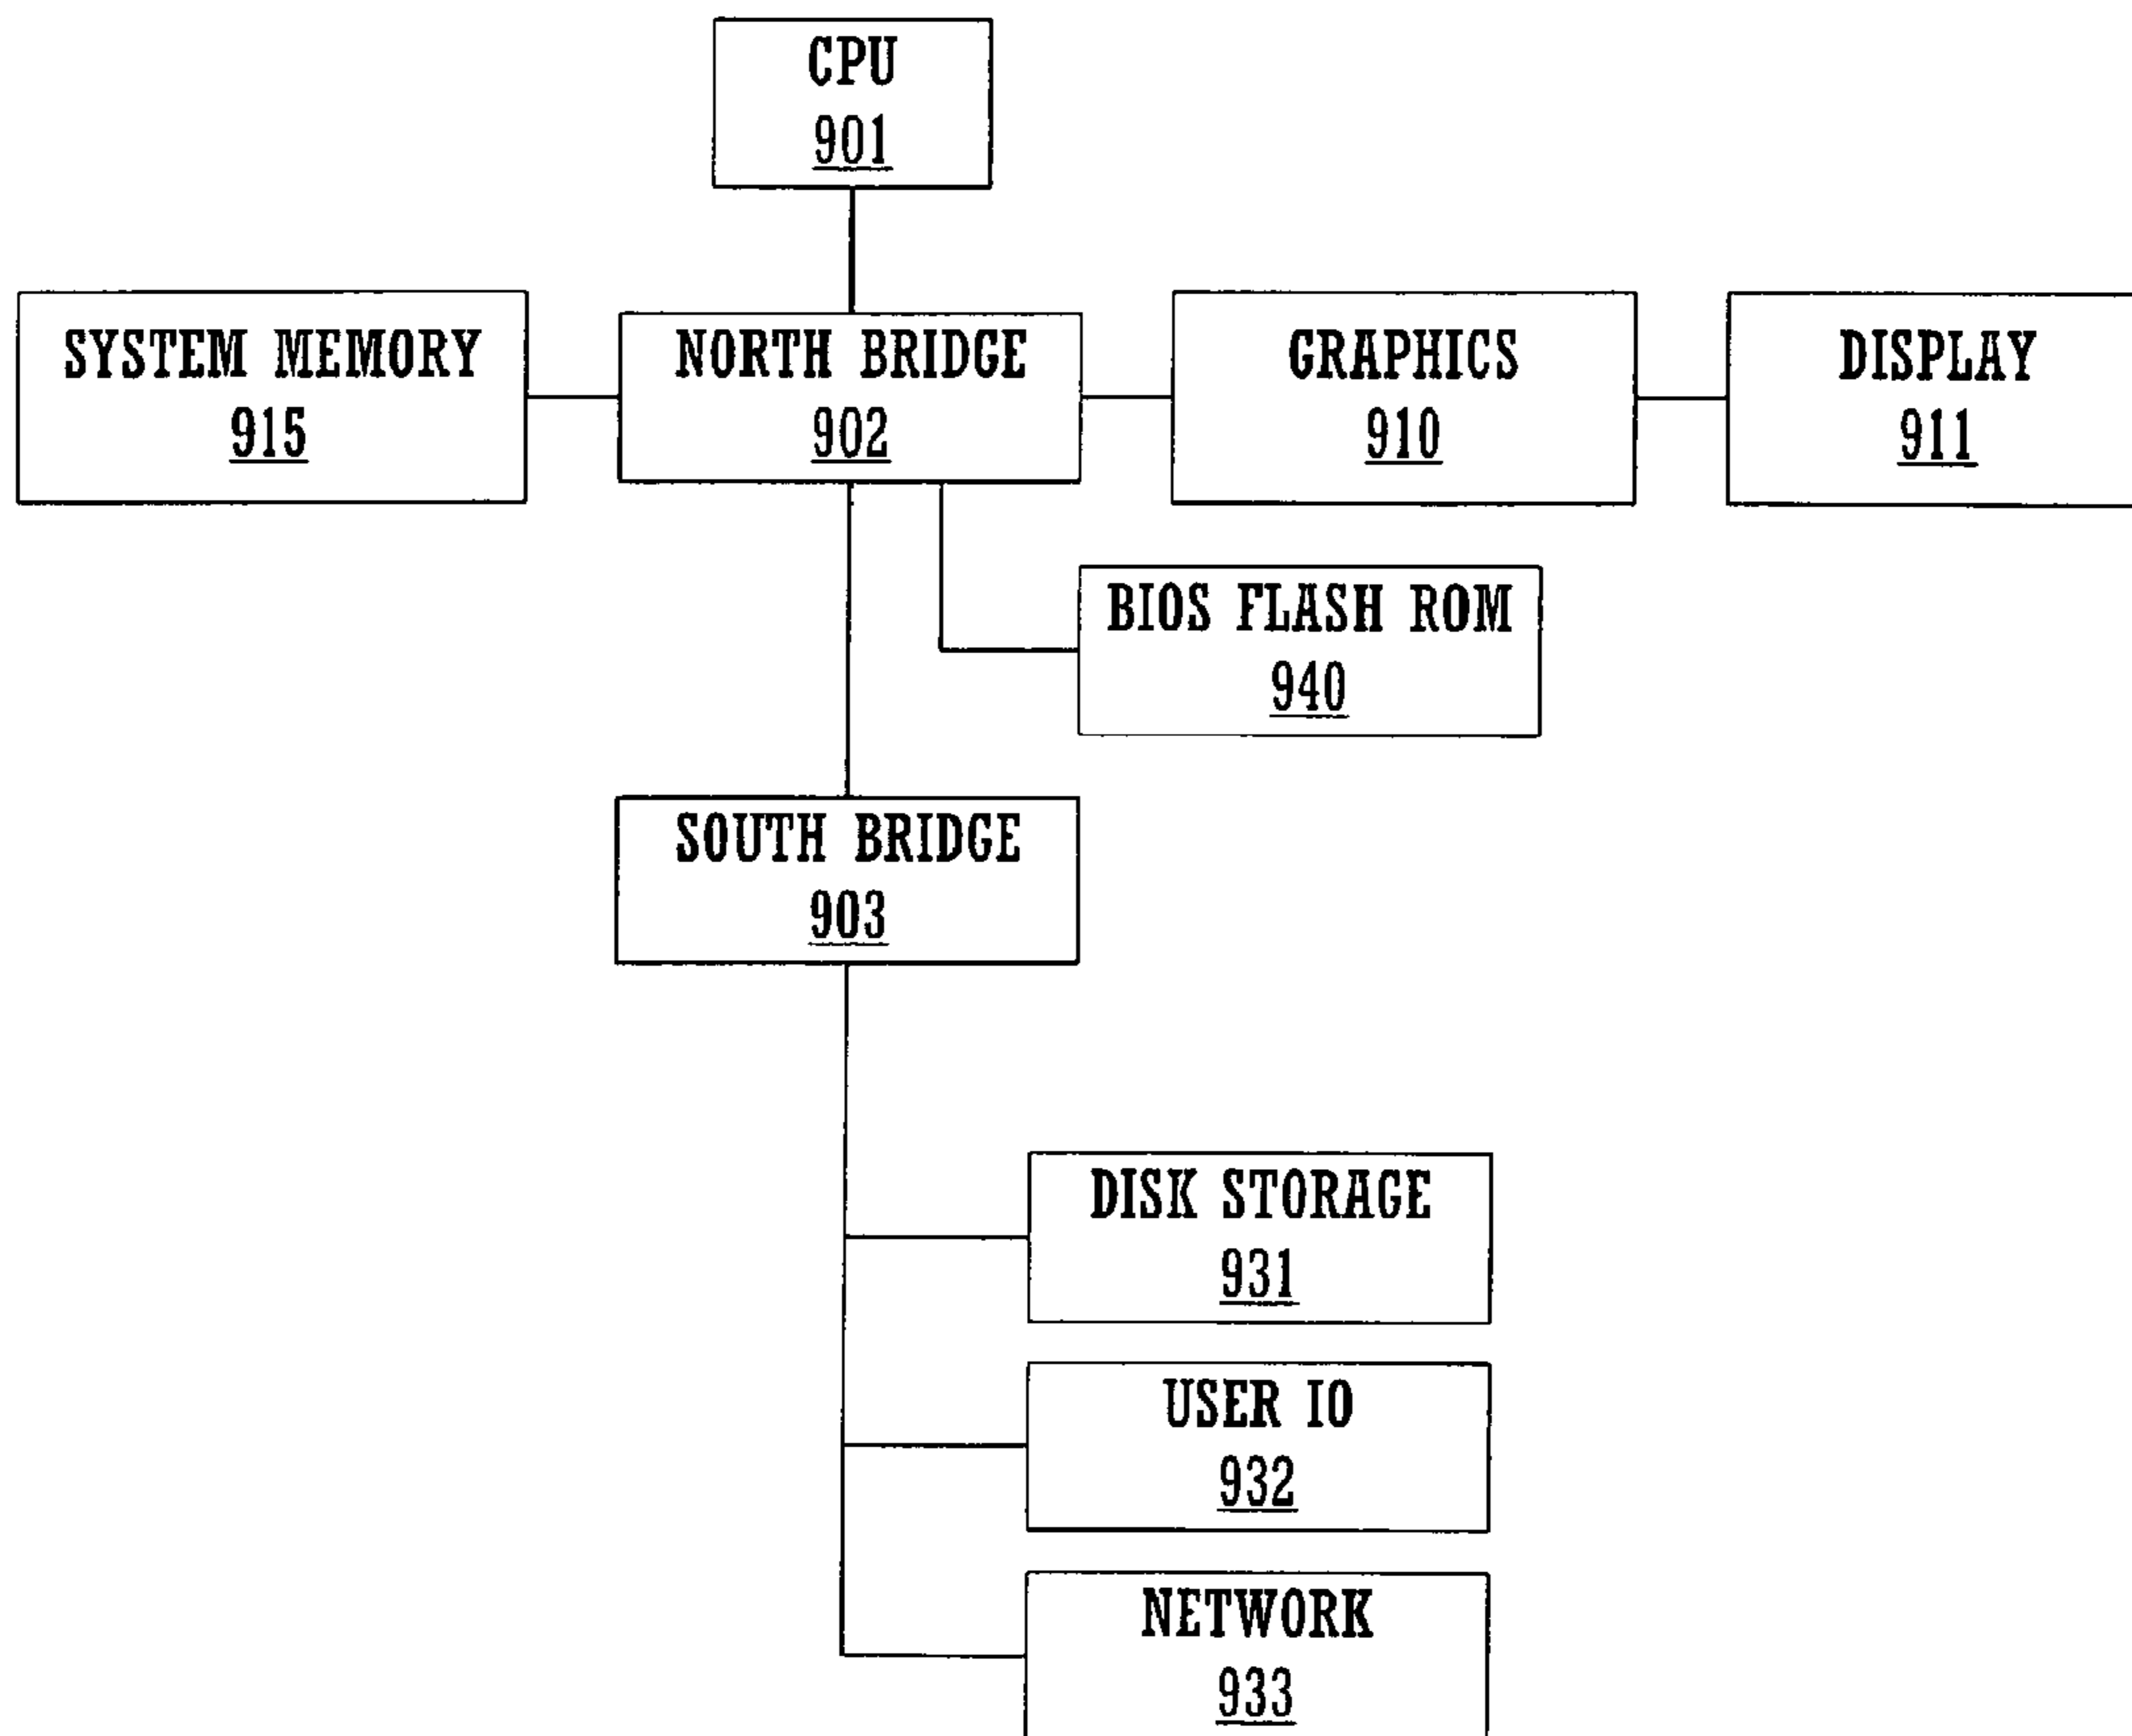 CPU
901
SYSTEM MEMORY
915
NORTH BRIDGE
902
GRAPHICS
910
DISPLAY
911
BIOS FLASH ROM
940
SOUTH BRIDGE
903
DISK STORAGE
931
USER IO
932
NETWORK
933